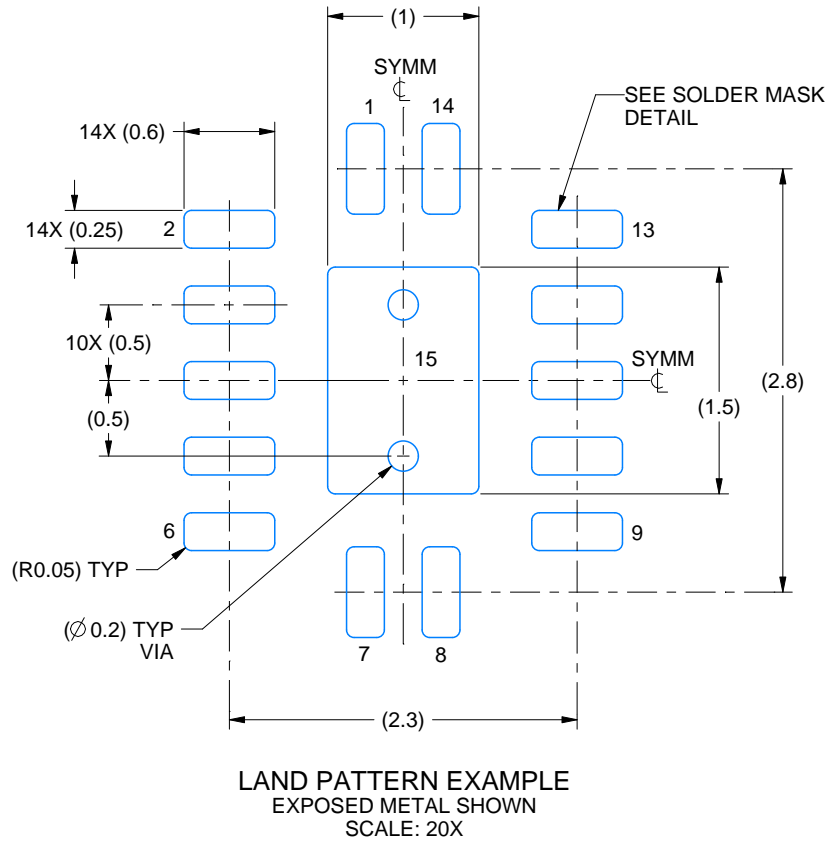 (1)
SYMM
℄
1
14
SEE SOLDER MASK
DETAIL
14X (0.6)
14X (0.25)
2
13
10X (0.5)
15
SYMM
℄
(2.8)
(0.5)
(1.5)
6
9
(R0.05) TYP
(∅0.2) TYP
VIA
7
8
(2.3)
LAND PATTERN EXAMPLE
EXPOSED METAL SHOWN
SCALE: 20X